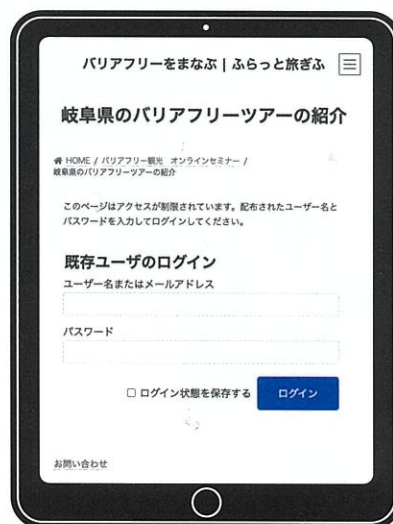 バリアフリーをまなぶ | ふらっと旅ぎふ
岐阜県のバリアフリーツアーの紹介
HOME / バリアフリー観光 オンラインセミナー /
岐阜県のバリアフリーツアーの紹介
このページはアクセスが制限されています。配布されたユーザー名と
パスワードを入力してログインしてください。
既存ユーザのログイン
ユーザー名またはメールアドレス
パスワード
ログイン状態を保存する ログイン
お問い合わせ